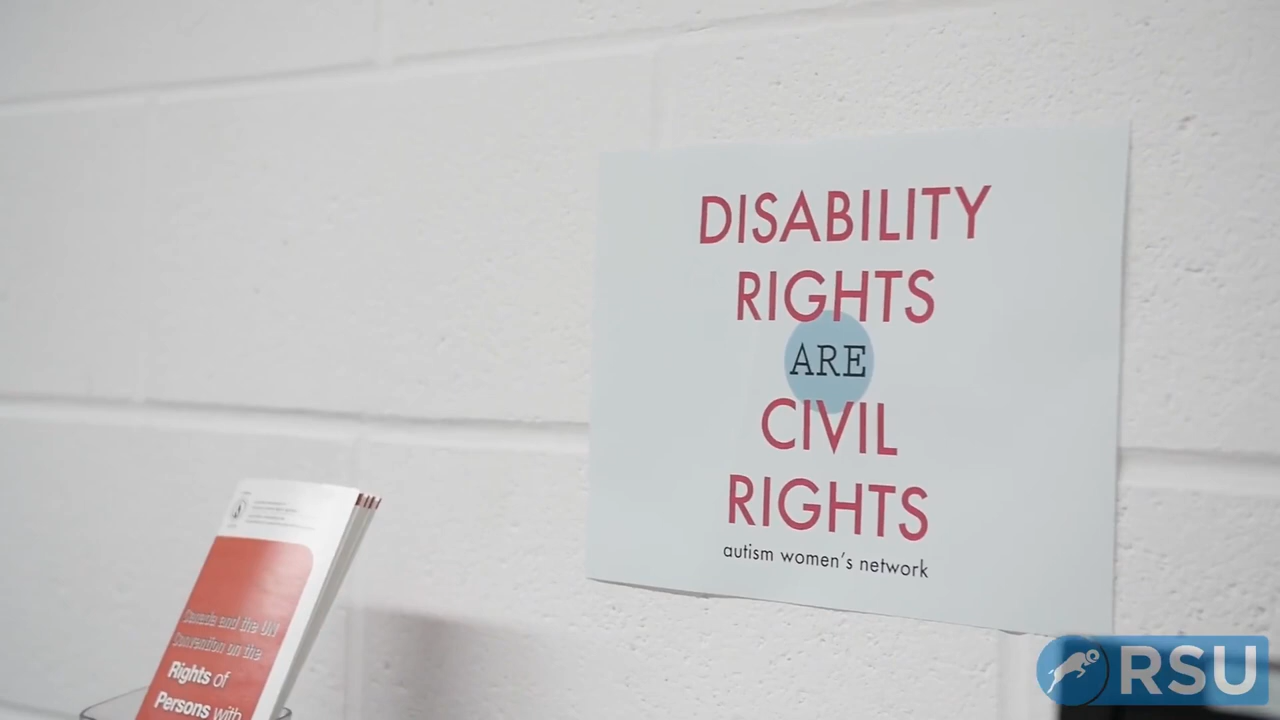 DISABILITY
RIGHTS
ARE
CIVIL
RIGHTS
autism women's network
Canada and the UN
Convention on the
Rights of
Persons with
RSU